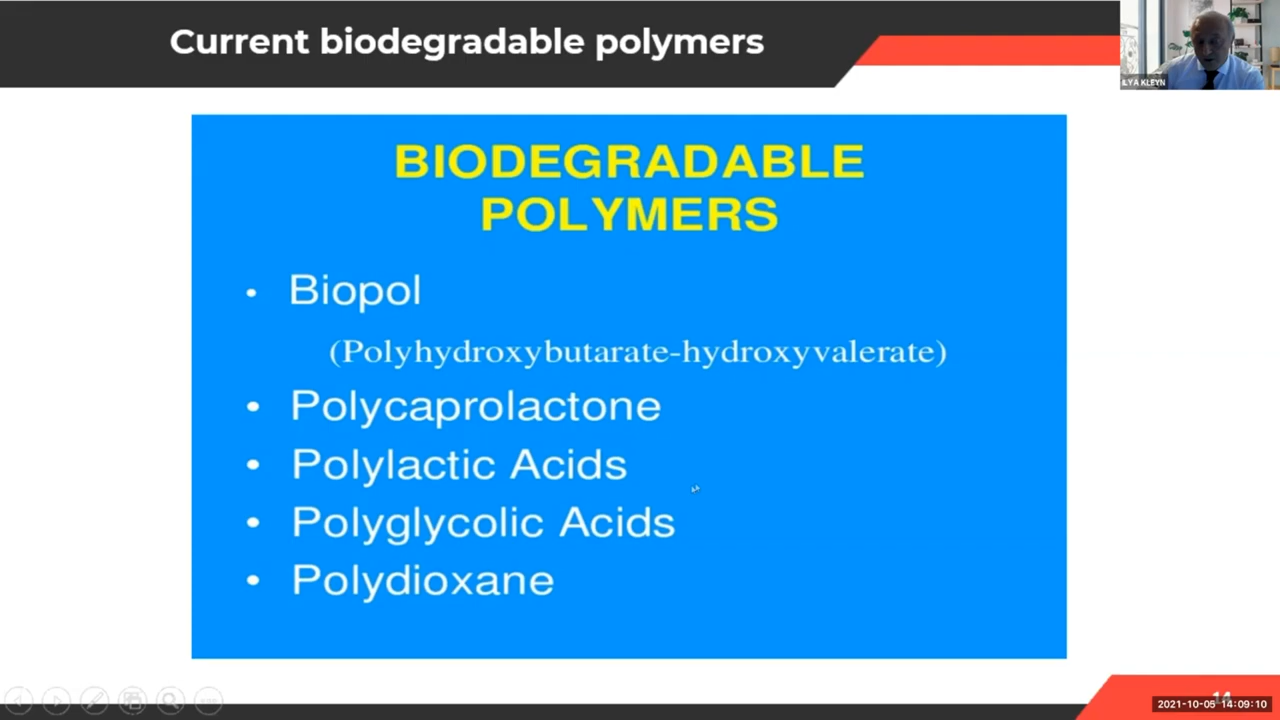 Current biodegradable polymers
ILYA KLEYN
BIODEGRADABLE
POLYMERS
• Biopol
(Polyhydroxybutarate-hydroxyvalerate)
• Polycaprolactone
• Polylactic Acids
• Polyglycolic Acids
• Polydioxane
14
2021-10-05 14:09:10